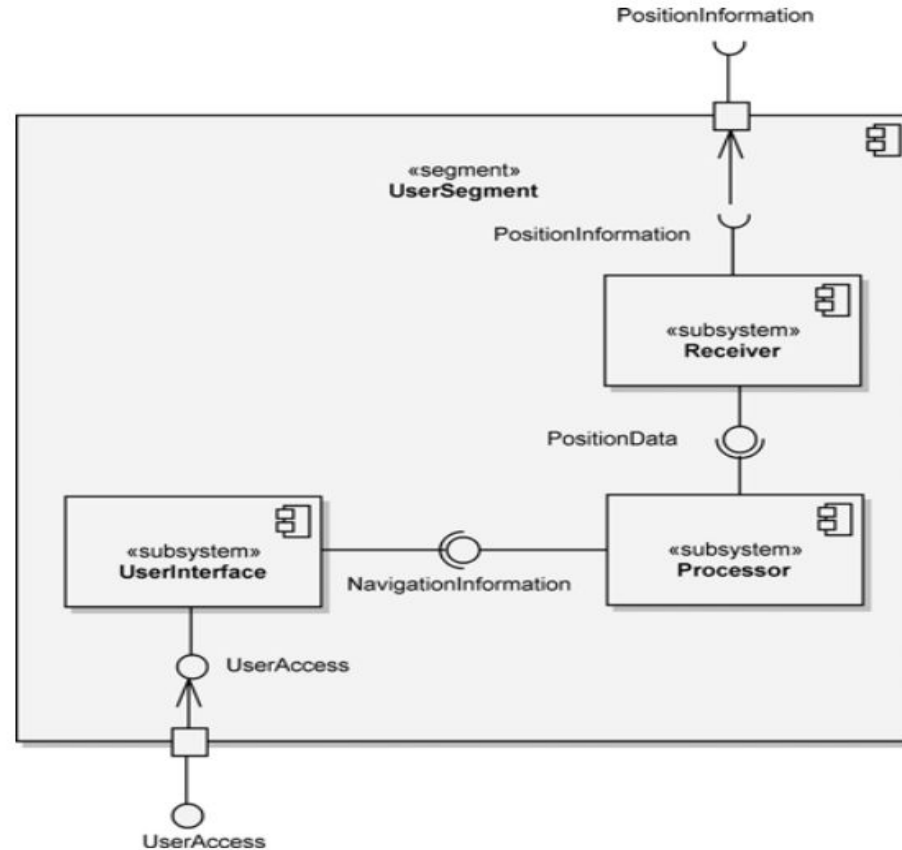 PositionInformation
«segment»
UserSegment
PositionInformation
«subsystem»
Receiver
PositionData
«subsystem»
UserInterface
«subsystem»
Processor
NavigationInformation
UserAccess
UserAccess